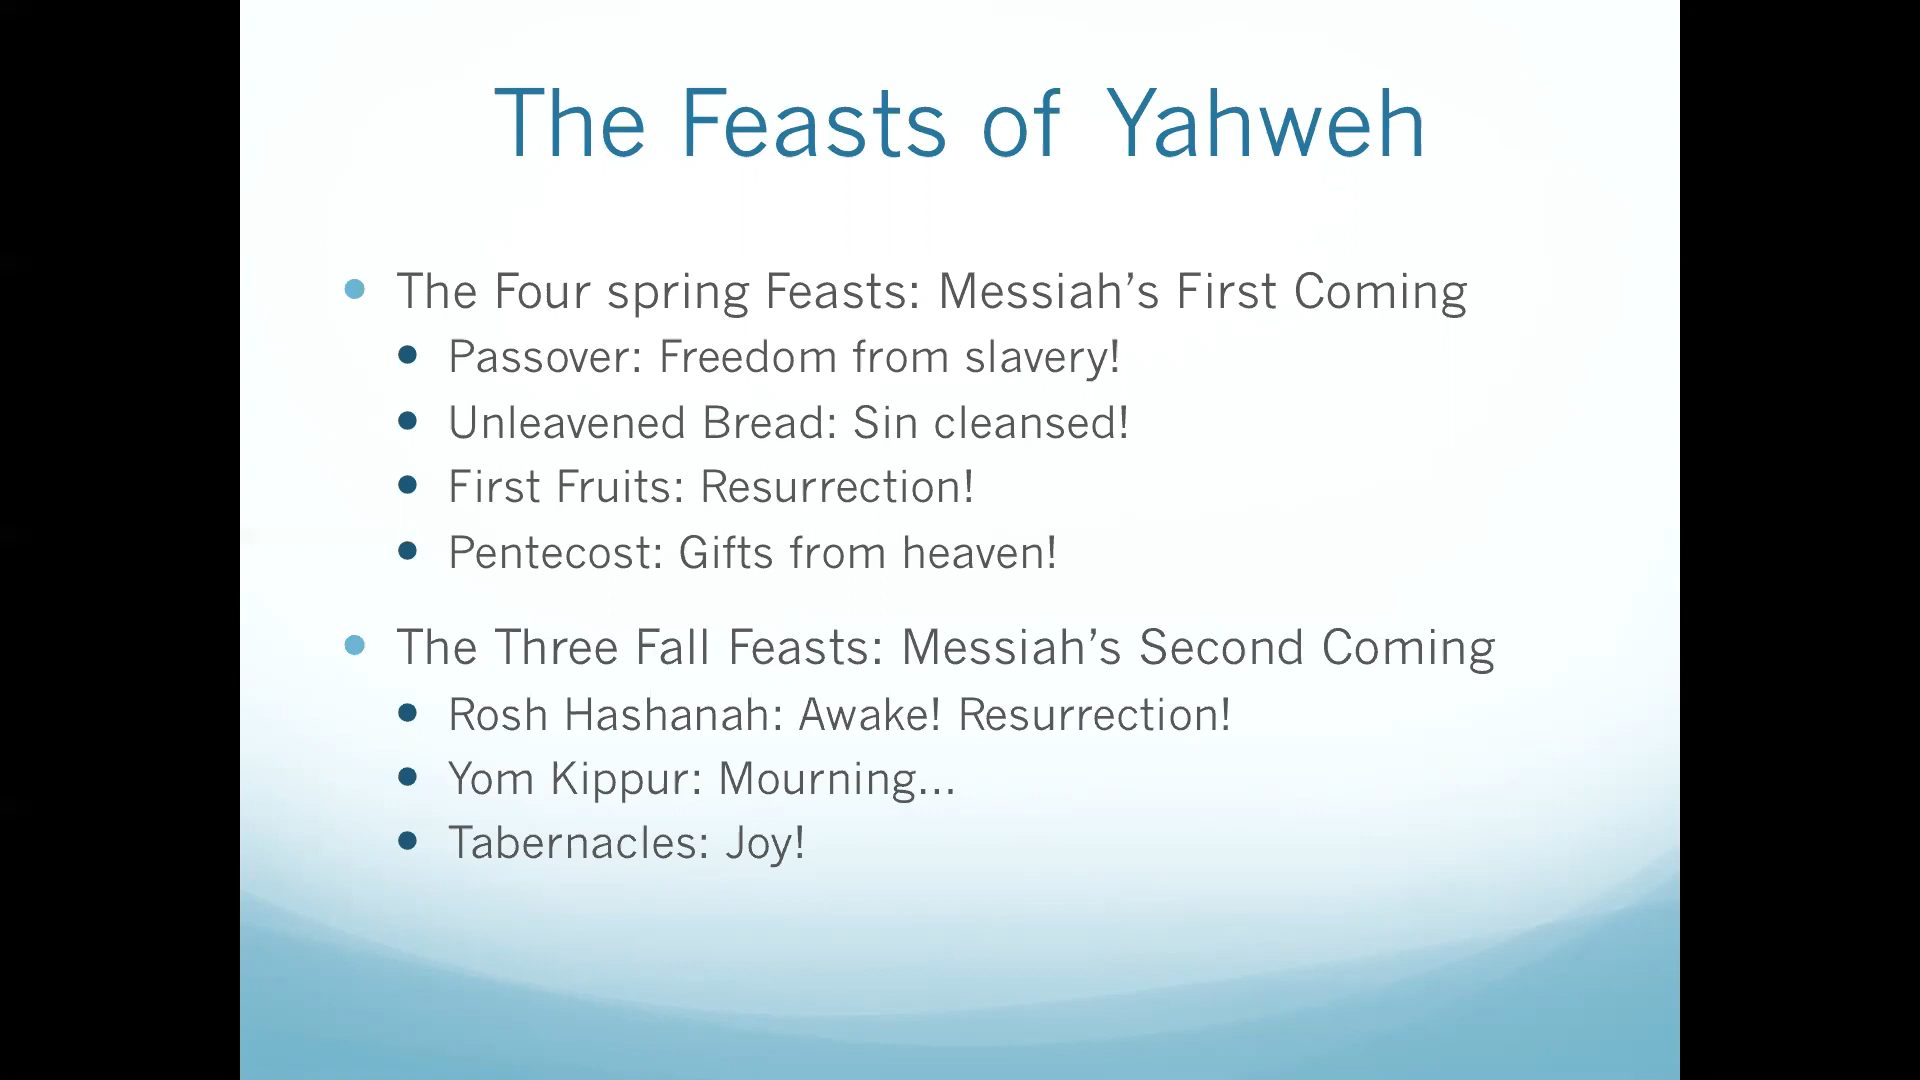 The Feasts of Yahweh
The Four spring Feasts: Messiah’s First Coming
Passover: Freedom from slavery!
Unleavened Bread: Sin cleansed!
First Fruits: Resurrection!
Pentecost: Gifts from heaven!
The Three Fall Feasts: Messiah’s Second Coming
Rosh Hashanah: Awake! Resurrection!
Yom Kippur: Mourning...
Tabernacles: Joy!